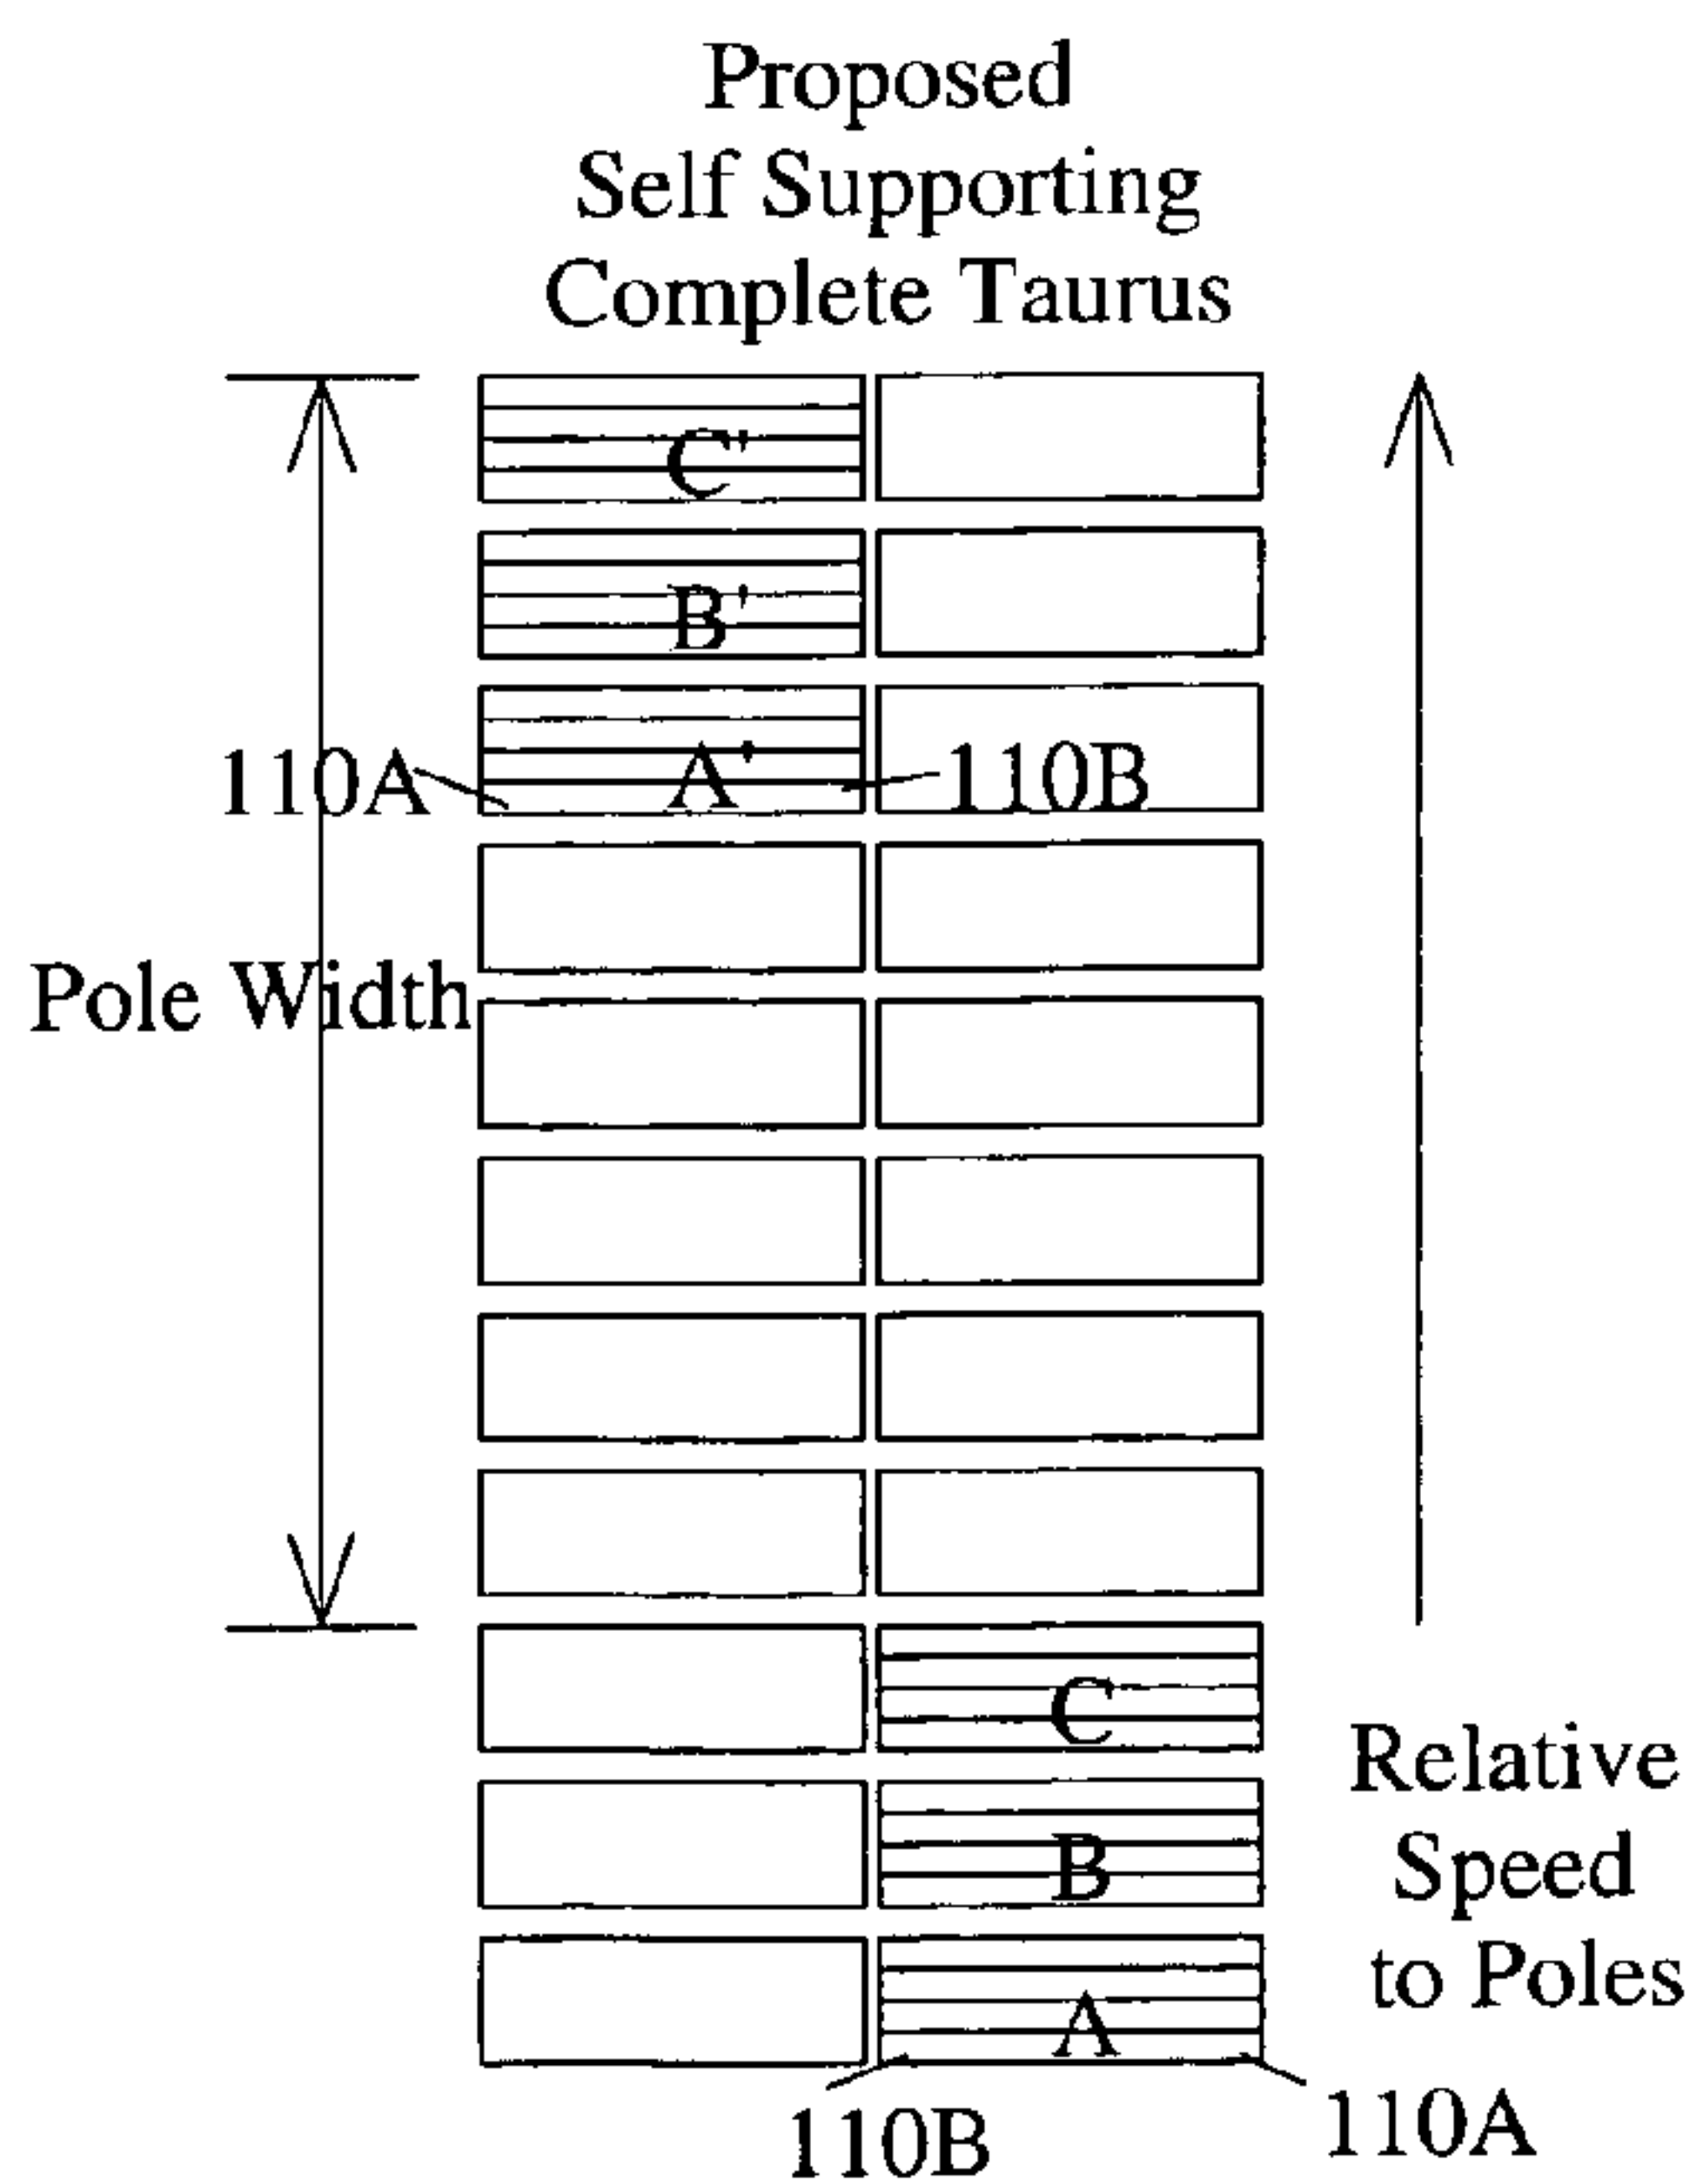 Proposed
Self Supporting
Complete Taurus
C'
B'
A'
110A
110B
Pole Width
C
B
A
Relative
Speed
to Poles
110B
110A